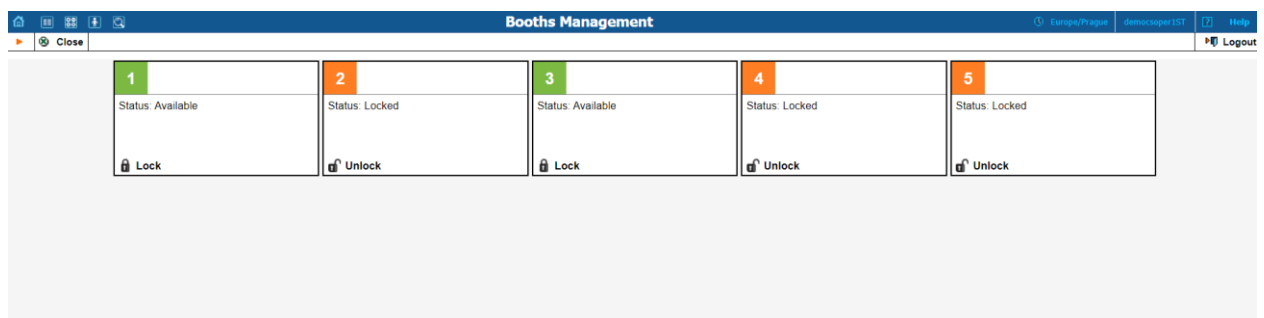 Booths Management
Europe/Prague
democsoper1ST
? Help
Close
Logout
1
Status: Available
Lock
2
Status: Locked
Unlock
3
Status: Available
Lock
4
Status: Locked
Unlock
5
Status: Locked
Unlock